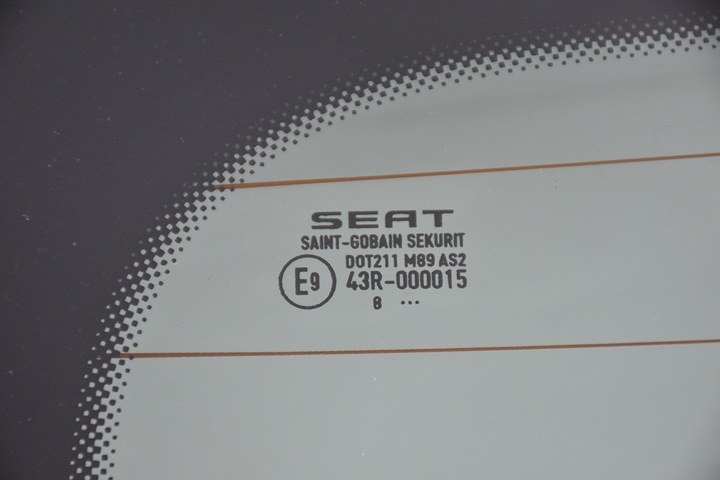 SEAT
SAINT-GOBAIN SEKURIT
DOT211 M89 AS2
E9 43R-000015
8 ...